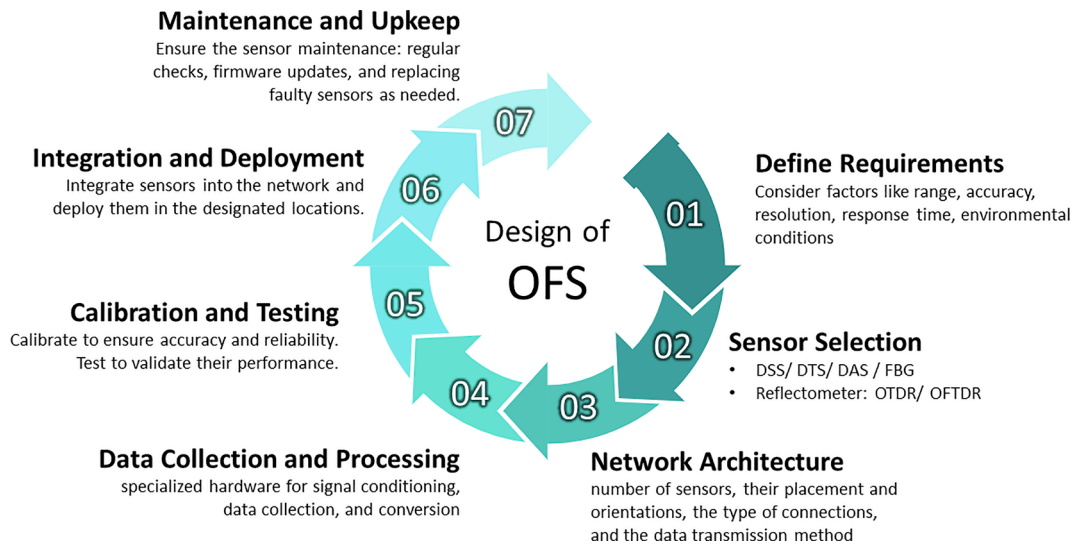 Design of
OFS
01
Define Requirements
Consider factors like range, accuracy,
resolution, response time, environmental
conditions
02
Sensor Selection
• DSS/ DTS/ DAS / FBG
• Reflectometer: OTDR/ OFTDR
03
Network Architecture
number of sensors, their placement and
orientations, the type of connections,
and the data transmission method
04
Data Collection and Processing
specialized hardware for signal conditioning,
data collection, and conversion
05
Calibration and Testing
Calibrate to ensure accuracy and reliability.
Test to validate their performance.
06
Integration and Deployment
Integrate sensors into the network and
deploy them in the designated locations.
07
Maintenance and Upkeep
Ensure the sensor maintenance: regular
checks, firmware updates, and replacing
faulty sensors as needed.